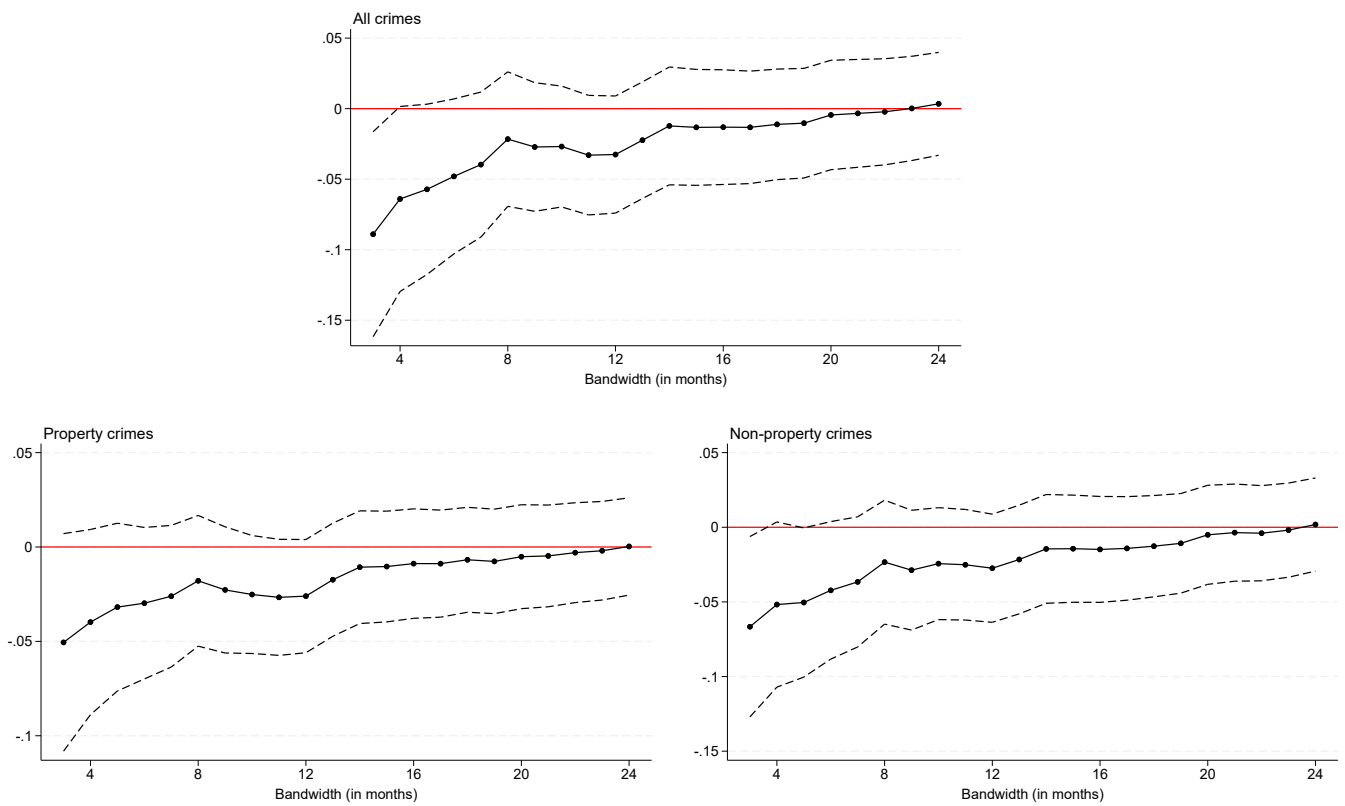 All crimes
.05
0
-.05
-.1
-.15
4 8 12 16 20 24
Bandwidth (in months)
Property crimes
.05
0
-.05
-.1
4 8 12 16 20 24
Bandwidth (in months)
Non-property crimes
.05
0
-.05
-.1
-.15
4 8 12 16 20 24
Bandwidth (in months)